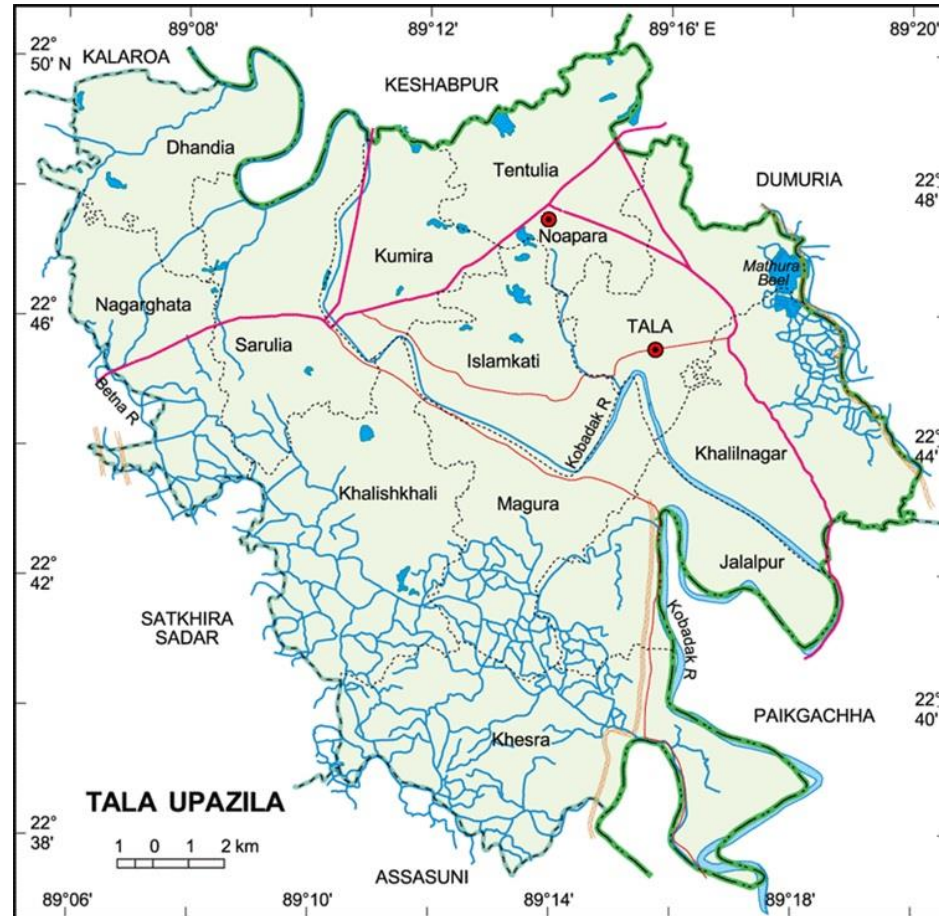 89°08'
89°12'
89°16' E
89°20'
22°
50' N
KALAROA
KESHABPUR
Dhandia
Tentulia
DUMURIA
22°
48'
Noapara
Kumira
Mathura
Beel
Nagarghata
22°
46'
TALA
Sarulia
Islamkati
Betna R
Kobadak R
22°
44'
Khalilnagar
Khalishkhali
Magura
22°
42'
Jalalpur
SATKHIRA
SADAR
Kobadak R
22°
40'
PAIKGACHHA
Khesra
TALA UPAZILA
22°
38'
1 0 1 2 km
ASSASUNI
89°06'
89°10'
89°14'
89°18'